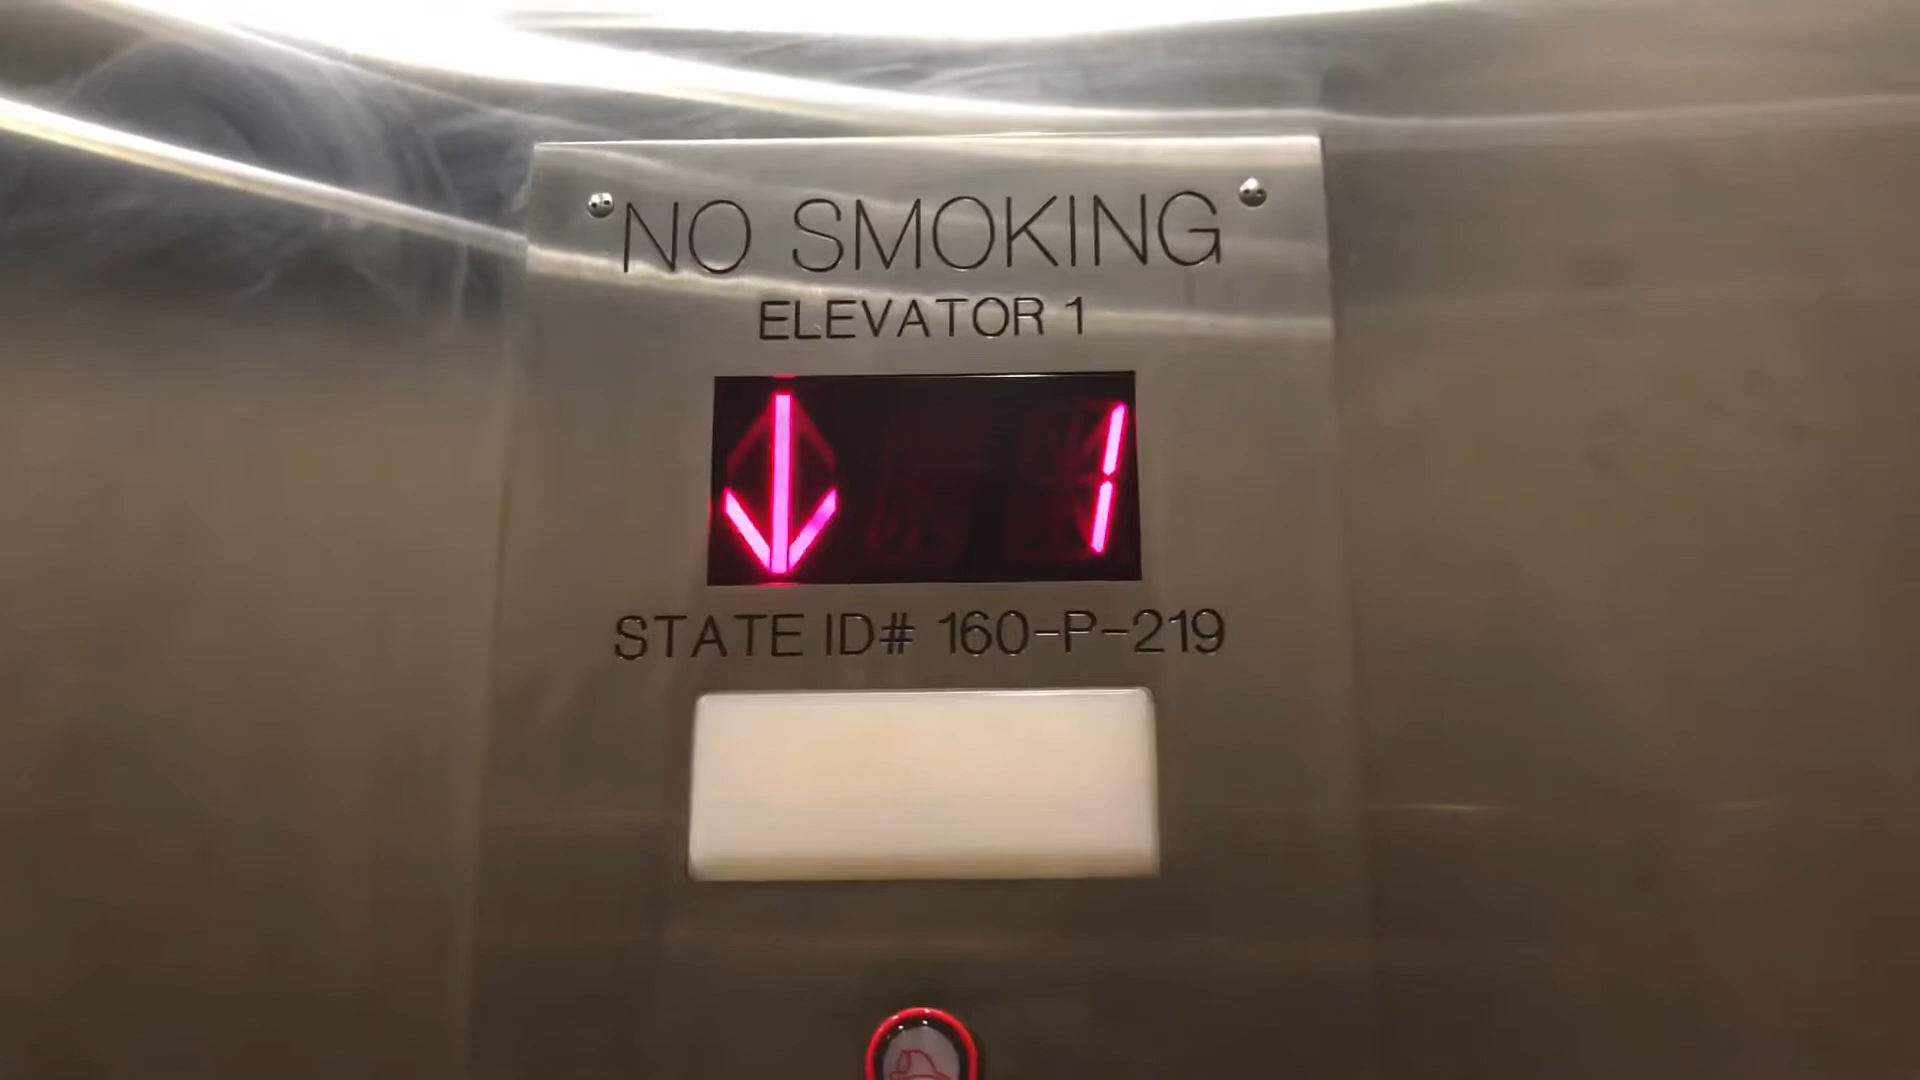 NO SMOKING
ELEVATOR 1
↓ 1
STATE ID# 160-P-219